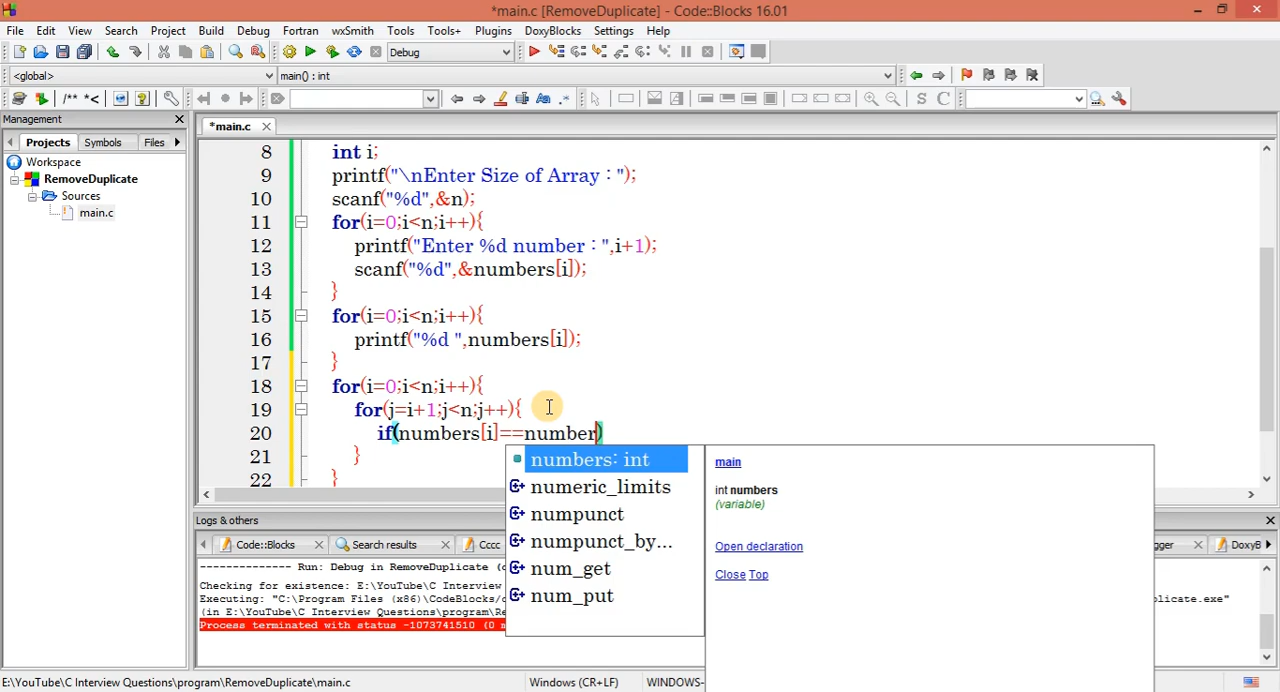 *main.c [RemoveDuplicate] - Code::Blocks 16.01
File Edit View Search Project Build Debug Fortran wxSmith Tools Tools+ Plugins DoxyBlocks Settings Help
Debug
<global> main() : int
/** *< S C
Management
*main.c
Projects Symbols Files
Workspace
RemoveDuplicate
Sources
main.c
8 int i;
9 printf("\nEnter Size of Array : ");
10 scanf("%d",&n);
11 for(i=0;i<n;i++){
12 printf("Enter %d number : ",i+1);
13 scanf("%d",&numbers[i]);
14 }
15 for(i=0;i<n;i++){
16 printf("%d ",numbers[i]);
17 }
18 for(i=0;i<n;i++){
19 for(j=i+1;j<n;j++){
20 if(numbers[i]==number)
21 }
22 }
numbers: int
numeric_limits
numpunct
numpunct_by...
num_get
num_put
main
int numbers
(variable)
Open declaration
Close Top
Logs & others
Code::Blocks Search results Cccc gger DoxyB
-------------- Run: Debug in RemoveDuplicate (c
Checking for existence: E:\YouTube\C Interview
Executing: "C:\Program Files (x86)\CodeBlocks/c plicate.exe"
(in E:\YouTube\C Interview Questions\program\Re
Process terminated with status -1073741510 (0 m
E:\YouTube\C Interview Questions\program\RemoveDuplicate\main.c Windows (CR+LF) WINDOWS-